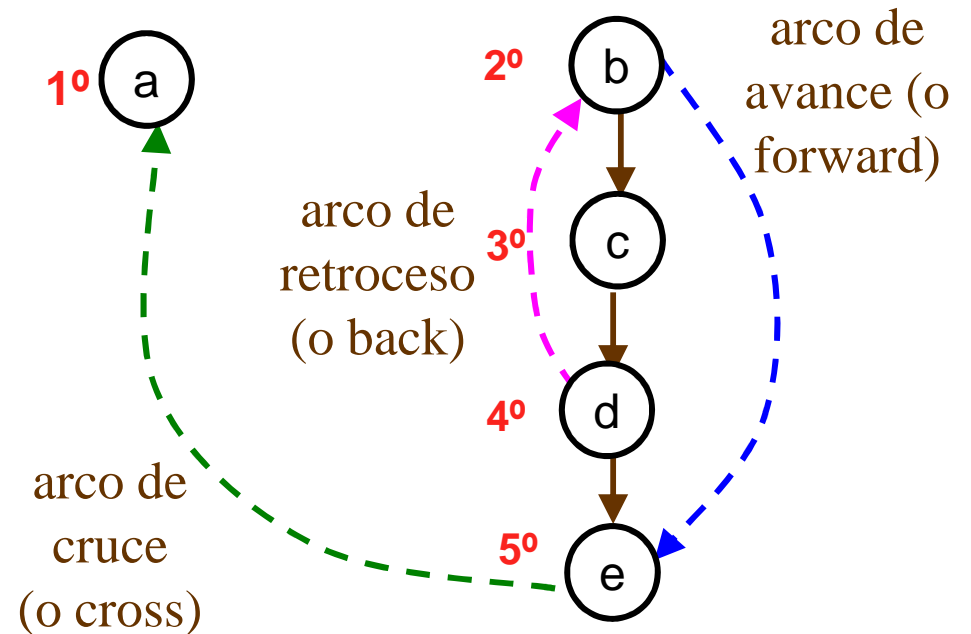 1º
a
2º
b
arco de
avance (o
forward)
arco de
retroceso
(o back)
3º
c
4º
d
arco de
cruce
(o cross)
5º
e